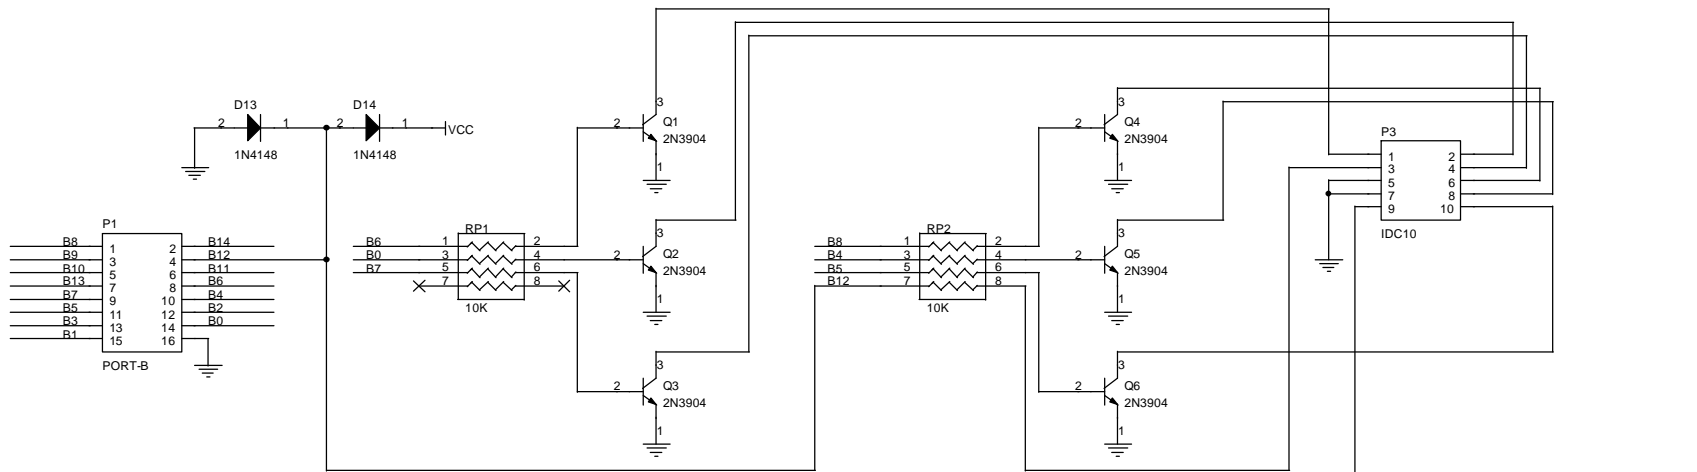 D13
2
1
1N4148
D14
2
1
1N4148
VCC
3
Q1
2
2N3904
1
3
Q4
2
2N3904
1
P3
1 2
3 4
5 6
7 8
9 10
IDC10
P1
B8 1 2 B14
B9 3 4 B12
B10 5 6 B11
B13 7 8 B6
B7 9 10 B4
B5 11 12 B2
B3 13 14 B0
B1 15 16
PORT-B
RP1
B6 1 2
B0 3 4
B7 5 6
7 8
10K
3
Q2
2
2N3904
1
RP2
B8 1 2
B4 3 4
B5 5 6
B12 7 8
10K
3
Q5
2
2N3904
1
3
Q3
2
2N3904
1
3
Q6
2
2N3904
1